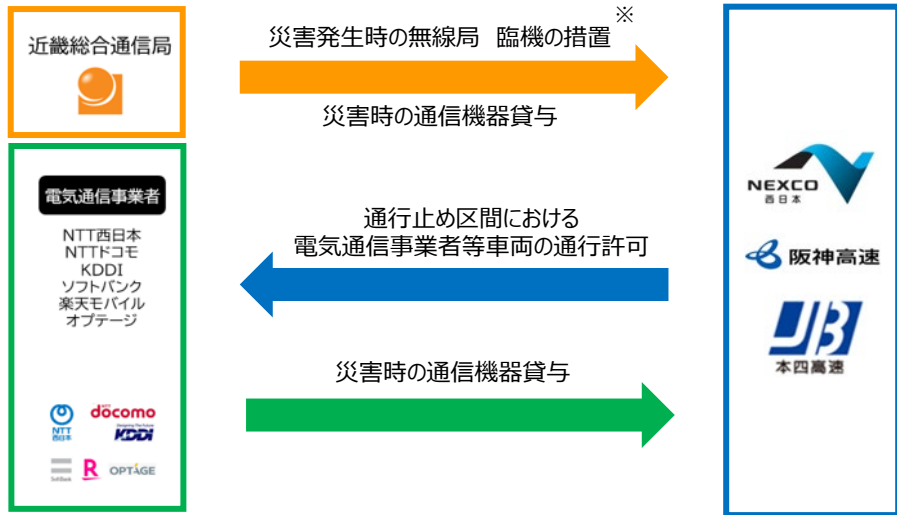 近畿総合通信局
災害発生時の無線局　臨機の措置※
災害時の通信機器貸与
電気通信事業者
NTT西日本
NTTドコモ
KDDI
ソフトバンク
楽天モバイル
オプテージ
通行止め区間における
電気通信事業者等車両の通行許可
災害時の通信機器貸与
NEXCO
西日本
阪神高速
JB
本四高速
NTT
西日本
döcomo
Designing The Future
KDDI
SoftBank
R
OPTAGE